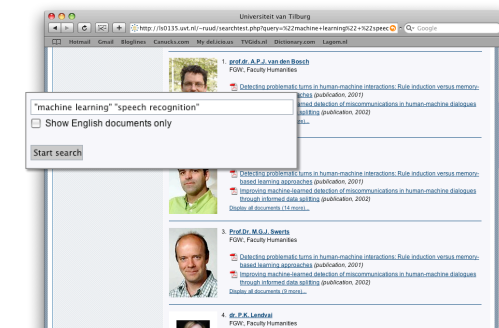 Universiteit van Tilburg
http://ls0135.uvt.nl/~ruud/searchtest.php?query=%22machine+learning%22+%22speec
Google
Hotmail Gmail Bloglines Canucks.com My del.icio.us TVGids.nl Dictionary.com Lagom.nl
1. prof.dr. A.P.J. van den Bosch
FGW:, Faculty Humanities
Detecting problematic turns in human-machine interactions: Rule induction versus memory-
approaches (publication, 2001)
learned detection of miscommunications in human-machine dialogues
splitting (publication, 2002)
"machine learning" "speech recognition"
Show English documents only
Start search
Detecting problematic turns in human-machine interactions: Rule induction versus memory-
based learning approaches (publication, 2001)
Improving machine-learned detection of miscommunications in human-machine dialogues
through informed data splitting (publication, 2002)
Display all documents (14 more)...
3. Prof.Dr. M.G.J. Swerts
FGW:, Faculty Humanities
Detecting problematic turns in human-machine interactions: Rule induction versus memory-
based learning approaches (publication, 2001)
Improving machine-learned detection of miscommunications in human-machine dialogues
through informed data splitting (publication, 2002)
Display all documents (9 more)...
4. dr. P.K. Lendvai
FGW:, Faculty Humanities